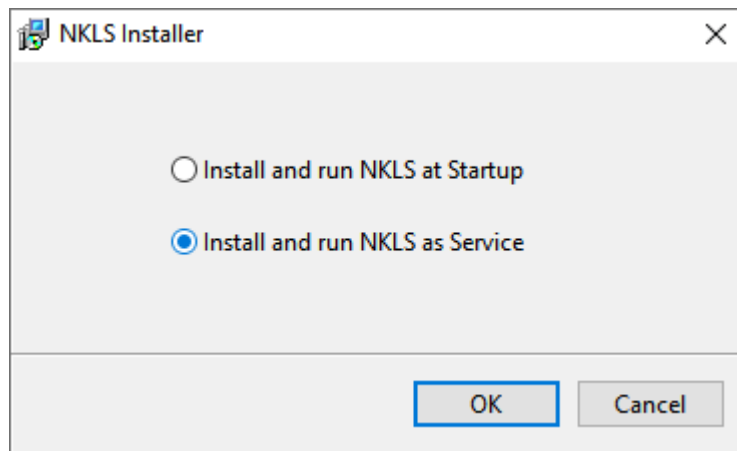 NKLS Installer
Install and run NKLS at Startup
Install and run NKLS as Service
OK
Cancel